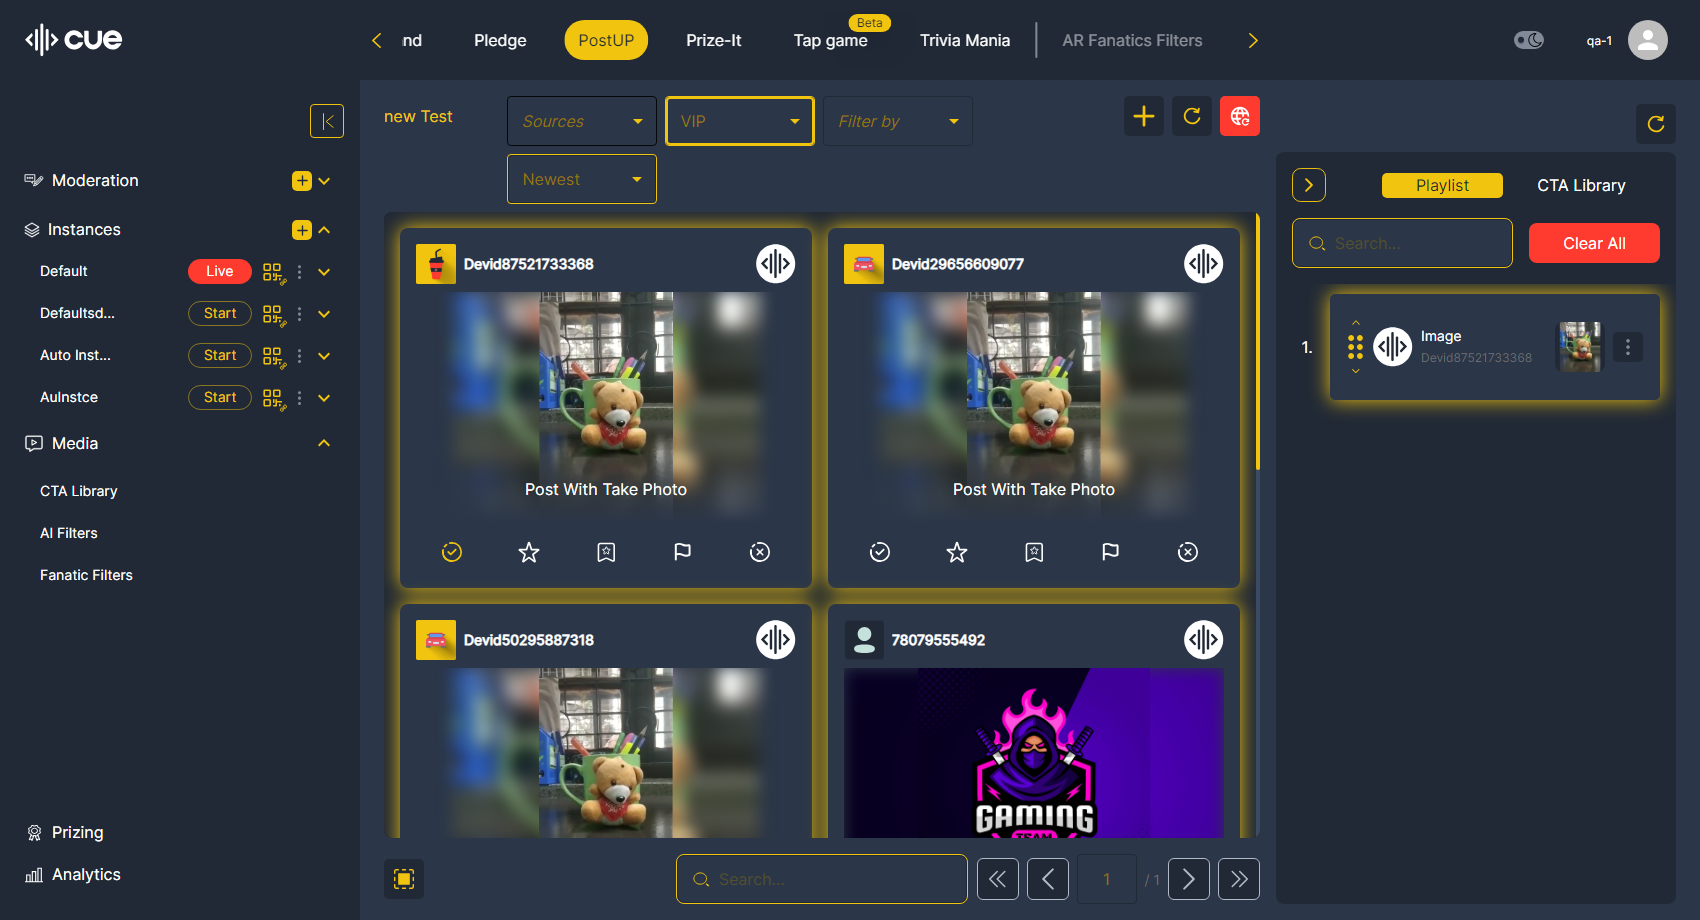 cue
nd
Pledge
PostUP
Prize-It
Tap game
Beta
Trivia Mania
AR Fanatics Filters
qa-1
Moderation
Instances
Default
Live
Defaultsd...
Start
Auto Inst...
Start
AuInstce
Start
Media
CTA Library
AI Filters
Fanatic Filters
Prizing
Analytics
new Test
Sources
VIP
Filter by
Newest
Devid87521733368
Post With Take Photo
Devid29656609077
Post With Take Photo
Devid50295887318
78079555492
GAMING
TEAM
Search...
1
/ 1
Playlist
CTA Library
Search...
Clear All
1.
Image
Devid87521733368